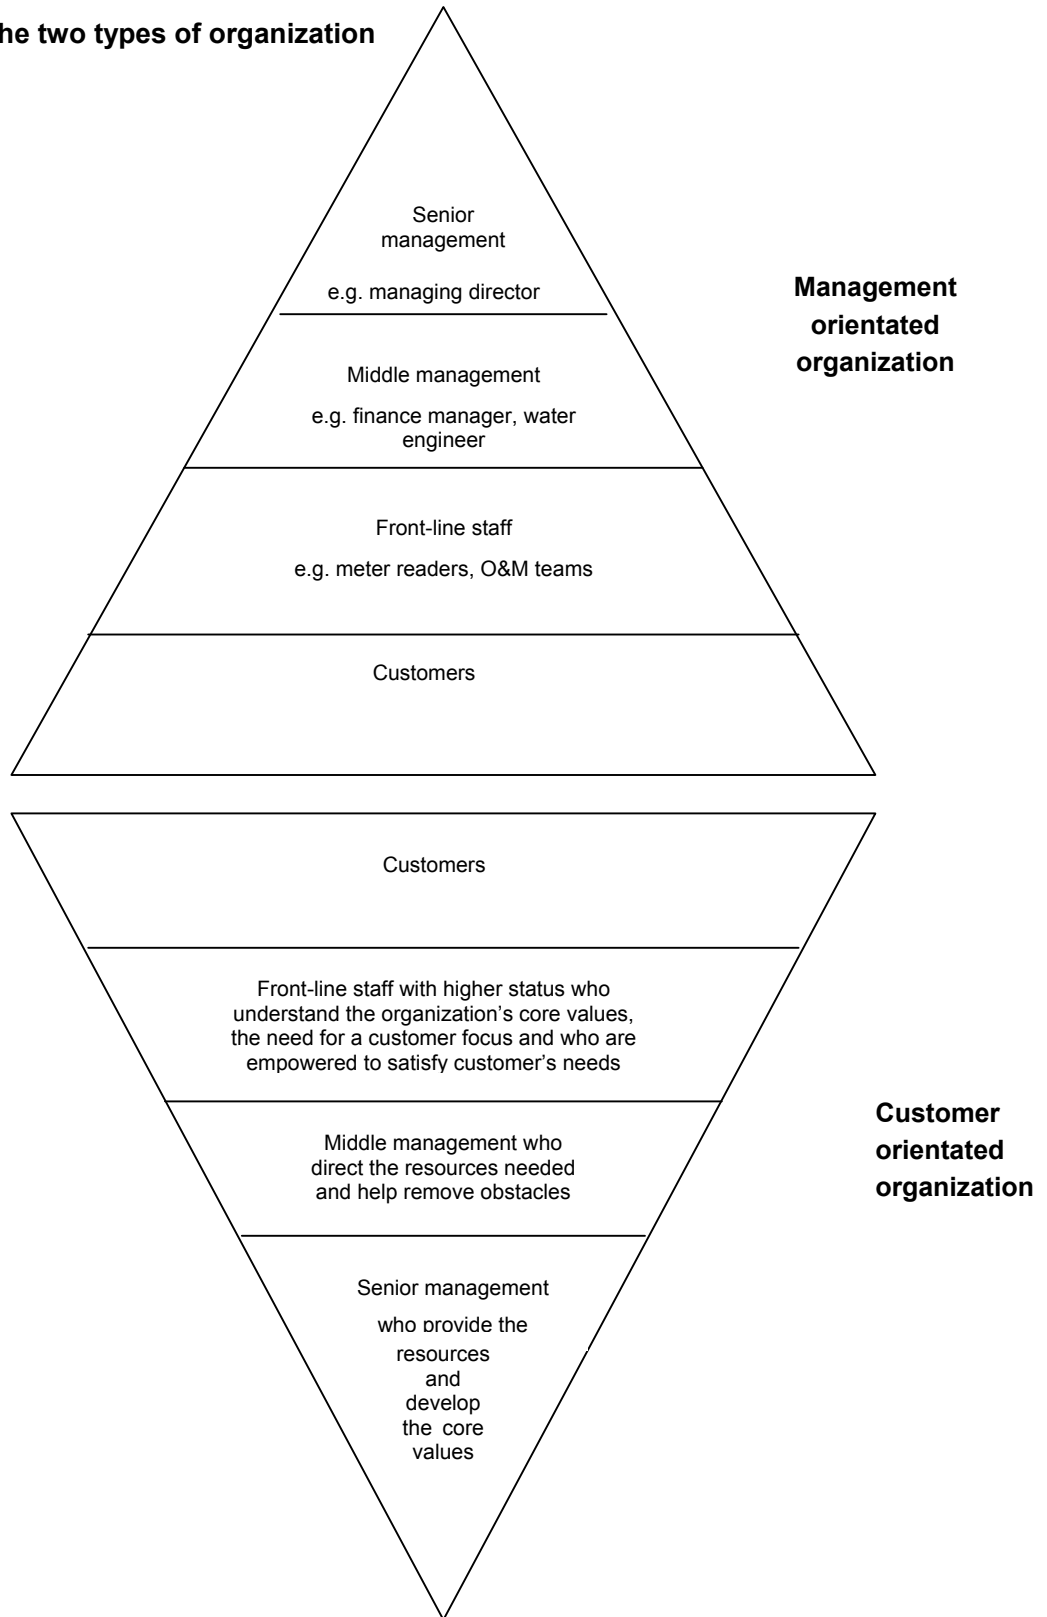 he two types of organization
Senior
management
e.g. managing director
Management
orientated
organization
Middle management
e.g. finance manager, water
engineer
Front-line staff
e.g. meter readers, O&M teams
Customers
Customers
Front-line staff with higher status who
understand the organization’s core values,
the need for a customer focus and who are
empowered to satisfy customer’s needs
Customer
orientated
organization
Middle management who
direct the resources needed
and help remove obstacles
Senior management
who provide the
resources
and
develop
the core
values